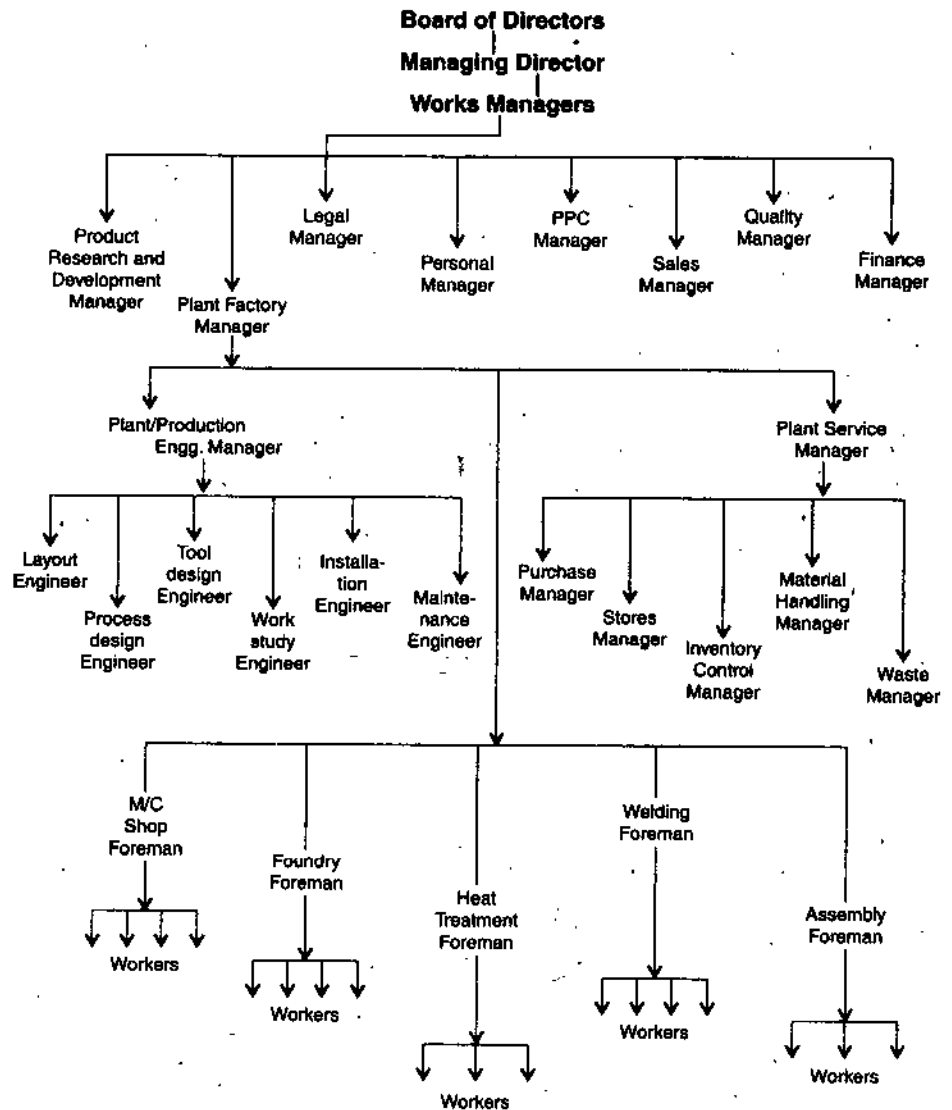 Board of Directors
Managing Director
Works Managers
Product
Research and
Development
Manager
Plant Factory
Manager
Legal
Manager
Personal
Manager
PPC
Manager
Sales
Manager
Quality
Manager
Finance
Manager
Plant/Production
Engg. Manager
Plant Service
Manager
Layout
Engineer
Process
design
Engineer
Tool
design
Engineer
Work
study
Engineer
Installa-
tion
Engineer
Mainte-
nance
Engineer
Purchase
Manager
Stores
Manager
Inventory
Control
Manager
Material
Handling
Manager
Waste
Manager
M/C
Shop
Foreman
Workers
Foundry
Foreman
Workers
Heat
Treatment
Foreman
Workers
Welding
Foreman
Workers
Assembly
Foreman
Workers